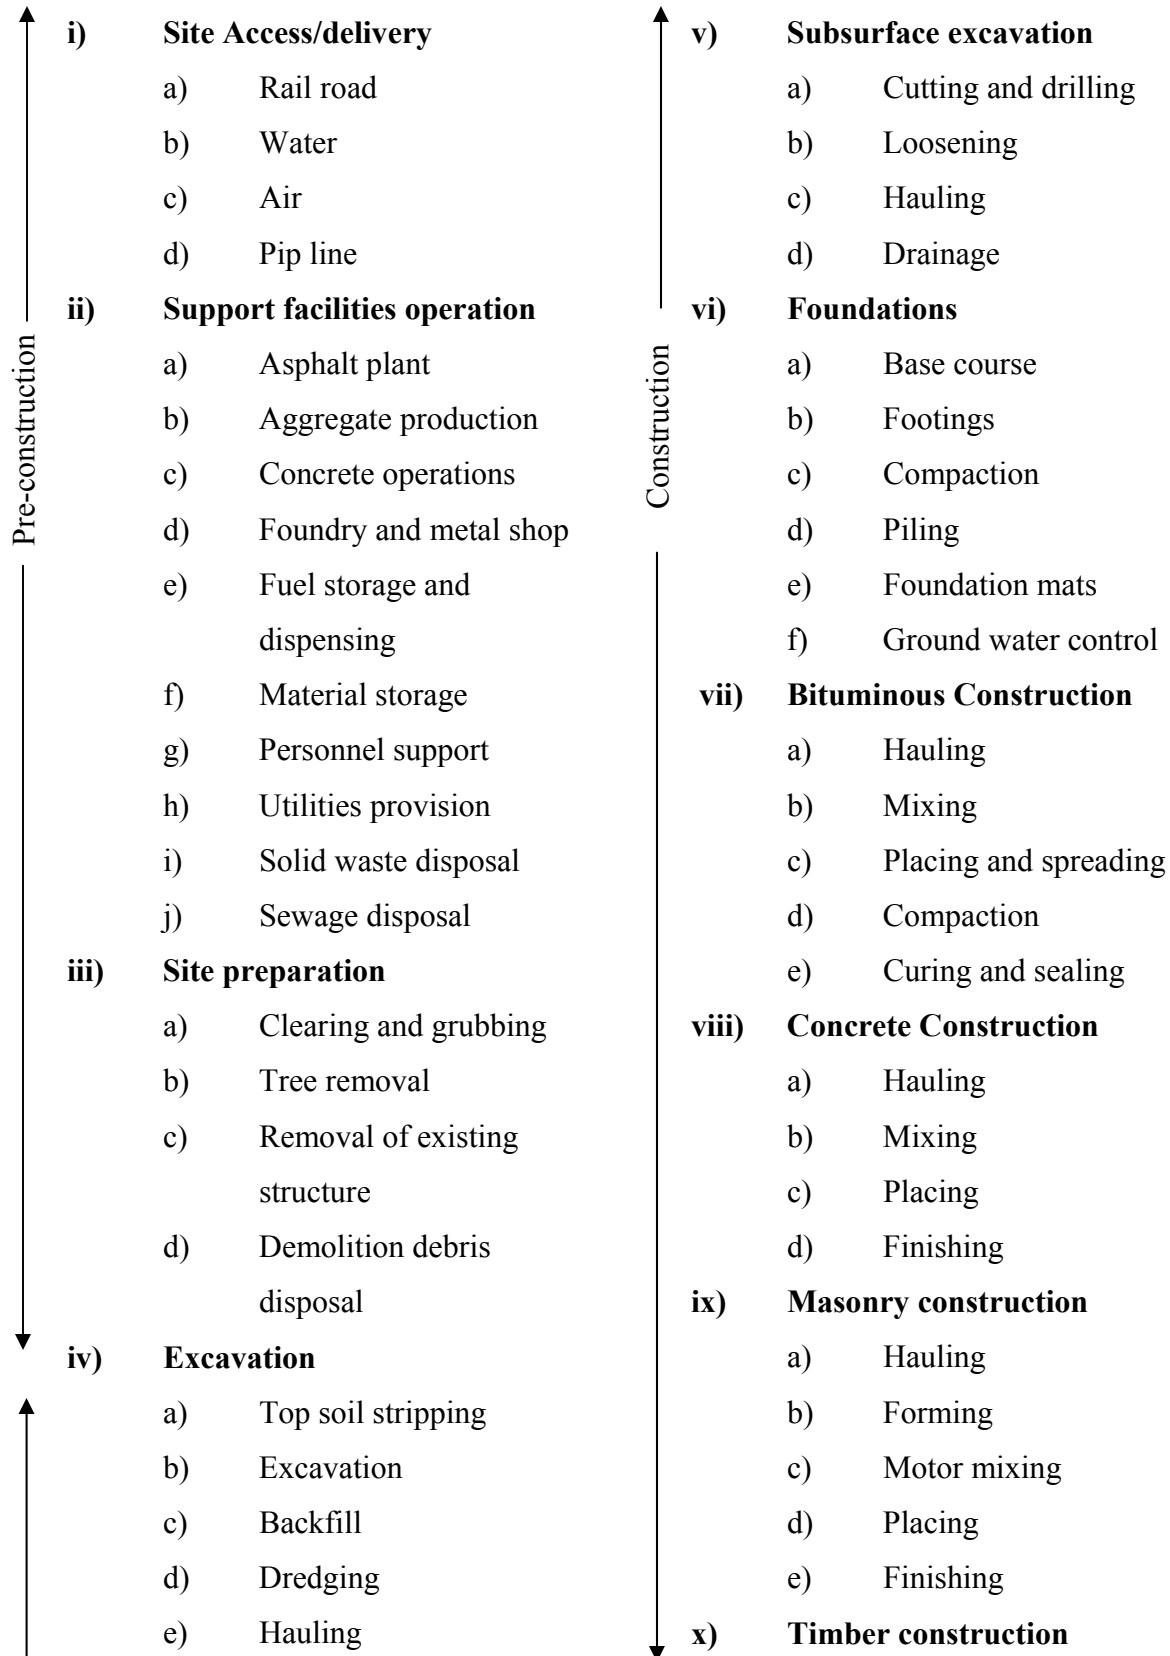 Pre-construction
i) Site Access/delivery
a) Rail road
b) Water
c) Air
d) Pip line
ii) Support facilities operation
a) Asphalt plant
b) Aggregate production
c) Concrete operations
d) Foundry and metal shop
e) Fuel storage and
dispensing
f) Material storage
g) Personnel support
h) Utilities provision
i) Solid waste disposal
j) Sewage disposal
iii) Site preparation
a) Clearing and grubbing
b) Tree removal
c) Removal of existing
structure
d) Demolition debris
disposal
iv) Excavation
a) Top soil stripping
b) Excavation
c) Backfill
d) Dredging
e) Hauling
Construction
v) Subsurface excavation
a) Cutting and drilling
b) Loosening
c) Hauling
d) Drainage
vi) Foundations
a) Base course
b) Footings
c) Compaction
d) Piling
e) Foundation mats
f) Ground water control
vii) Bituminous Construction
a) Hauling
b) Mixing
c) Placing and spreading
d) Compaction
e) Curing and sealing
viii) Concrete Construction
a) Hauling
b) Mixing
c) Placing
d) Finishing
ix) Masonry construction
a) Hauling
b) Forming
c) Motor mixing
d) Placing
e) Finishing
x) Timber construction